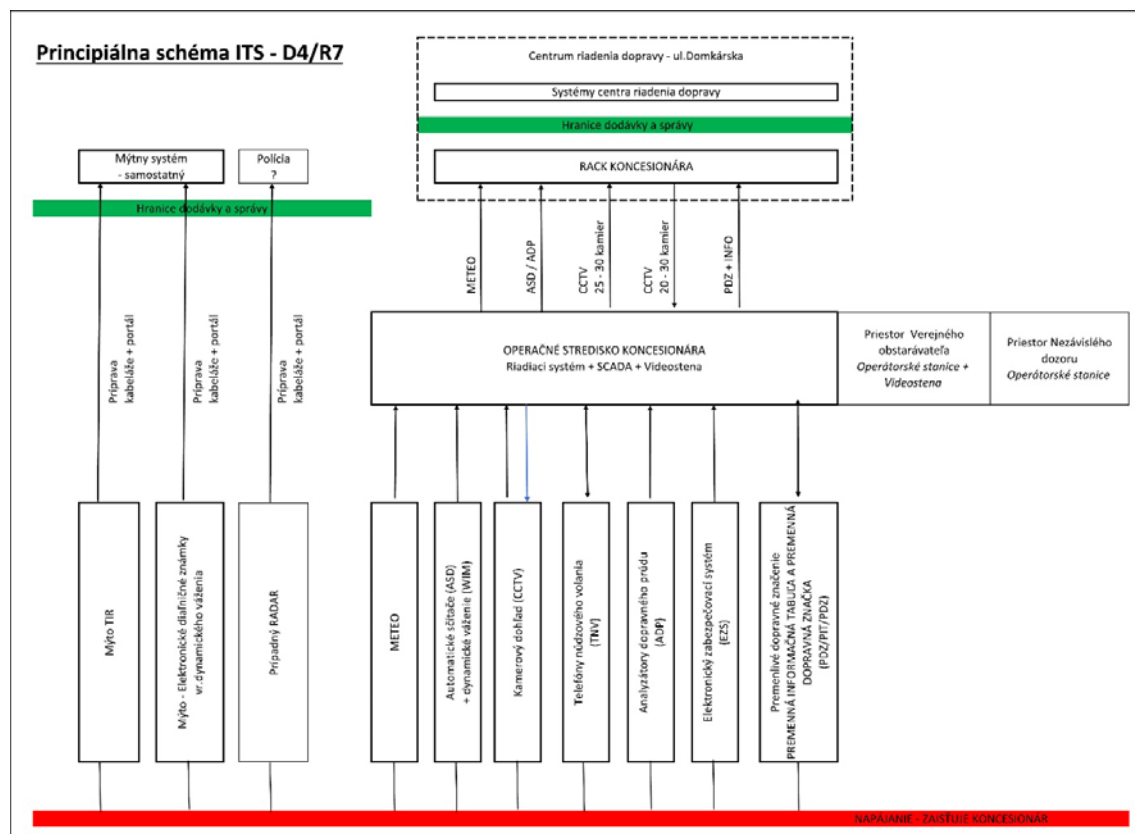 Principiálna schéma ITS - D4/R7
Centrum riadenia dopravy - ul.Domkárska
Systémy centra riadenia dopravy
Hranice dodávky a správy
RACK KONCESIONÁRA
Mýtny systém
- samostatný
Polícia
?
Hranice dodávky a správy
METEO
ASD / ADP
CCTV
25 - 30 kamier
CCTV
20 - 30 kamier
PDZ + INFO
Príprava
kabeláže + portál
Príprava
kabeláže + portál
Príprava
kabeláže + portál
OPERAČNÉ STREDISKO KONCESIONÁRA
Riadiaci systém + SCADA + Videostena
Priestor Verejného
obstarávateľa
Operátorské stanice +
Videostena
Priestor Nezávislého
dozoru
Operátorské stanice
Mýto TIR
Mýto - Elektronické diaľničné známky
vr.dynamického váženia
Prípadný RADAR
METEO
Automatické sčítače (ASD)
+ dynamické váženie (WIM)
Kamerový dohľad (CCTV)
Telefóny núdzového volania
(TNV)
Analyzátory dopravného prúdu
(ADP)
Elektronický zabezpečovací systém
(EZS)
Premenlivé dopravné značenie
PREMENNÁ INFORMAČNÁ TABUĽA A PREMENNÁ
DOPRAVNÁ ZNAČKA
(PDZ/PIT/PDZ)
NAPÁJANIE - ZAISŤUJE KONCESIONÁR